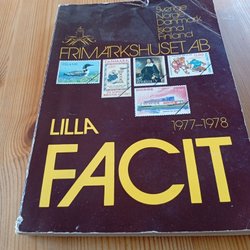 Sverige
Norge
Danmark
Island
Finland
FRIMÄRKSHUSET AB
LILLA
1977–1978
FACIT